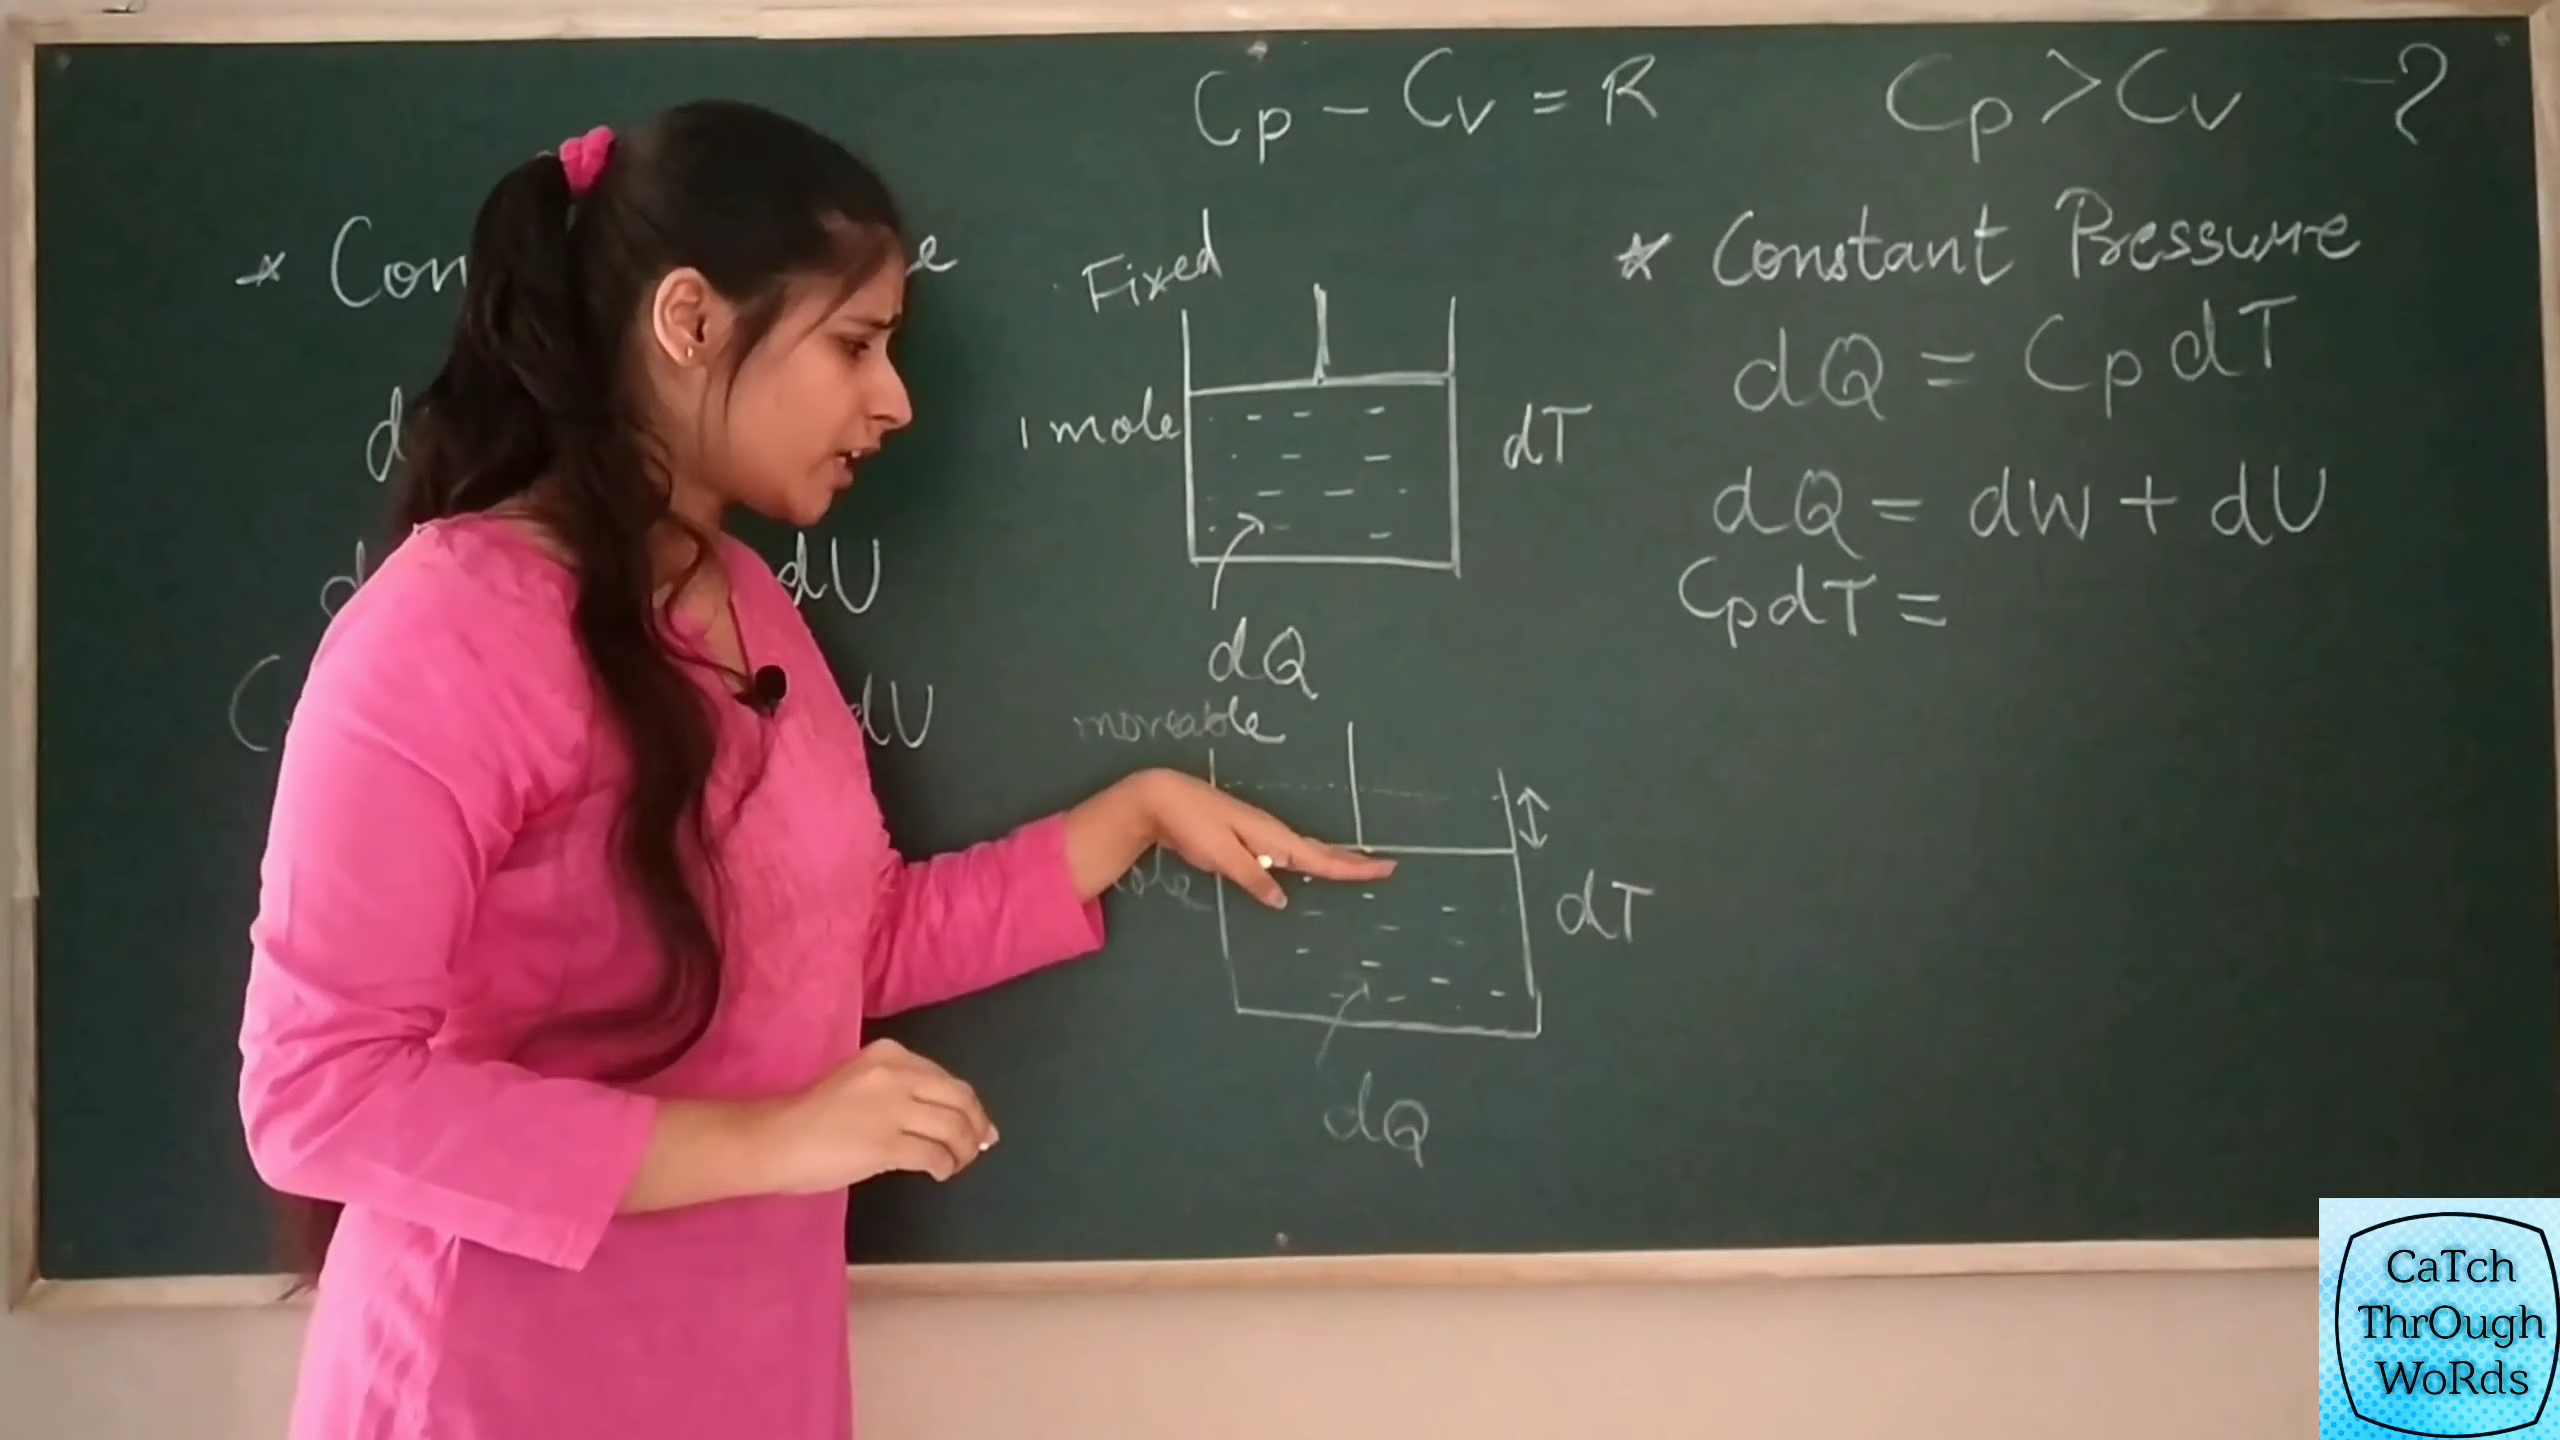 Cp - Cv = R
Cp > Cv - ?
* Con
e
d
d
dU
C
dU
Fixed
1 mole
dT
dQ
moveable
dT
dQ
* Constant Pressure
dQ = Cp dT
dQ = dW + dU
CpdT =
CaTch
ThrOugh
WoRds